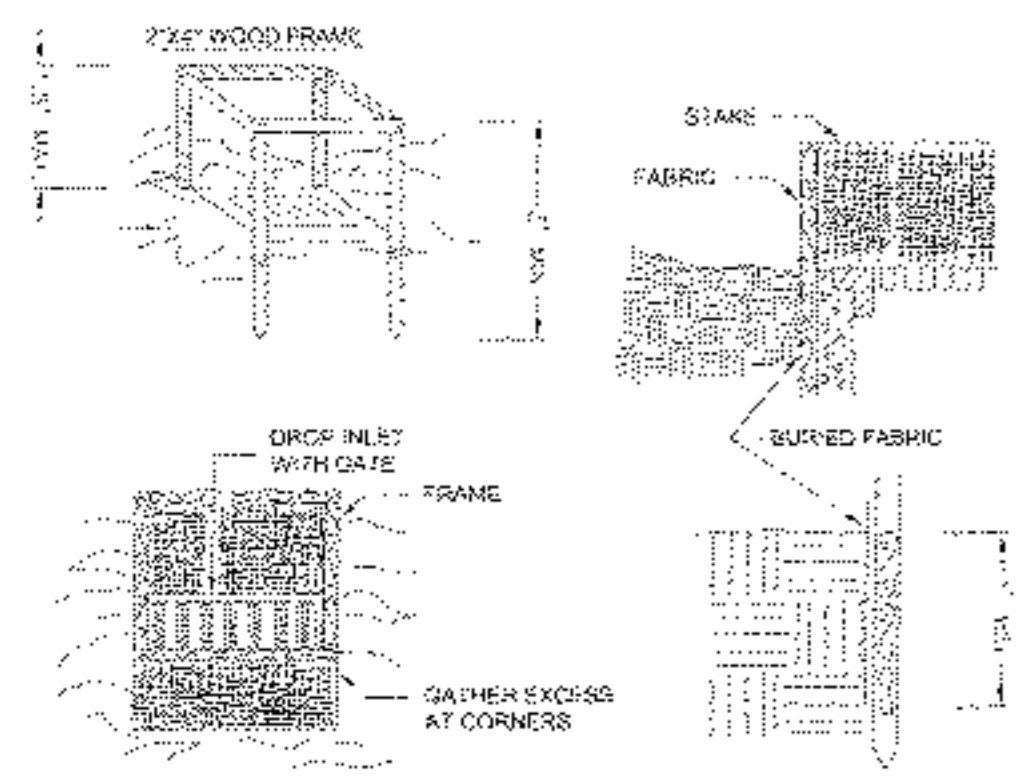 2"X4" WOOD FRAME
STAKE
FABRIC
BURIED FABRIC
DROP INLET
WITH GATE
FRAME
GATHER EXCESS
AT CORNERS